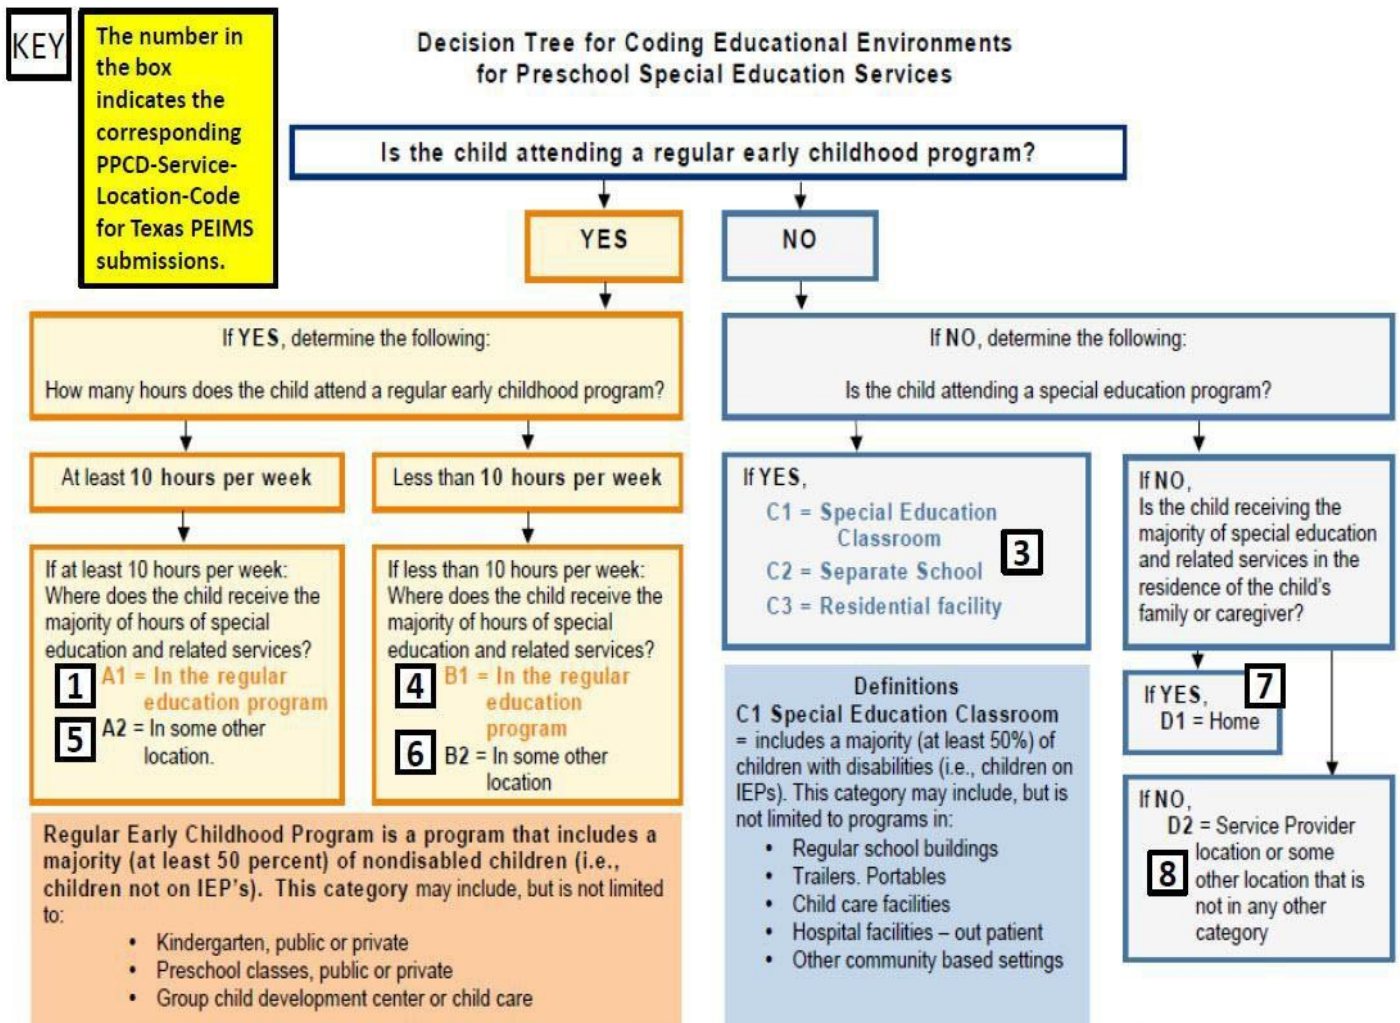 KEY
The number in
the box
indicates the
corresponding
PPCD-Service-
Location-Code
for Texas PEIMS
submissions.
Decision Tree for Coding Educational Environments
for Preschool Special Education Services
Is the child attending a regular early childhood program?
YES
NO
If YES, determine the following:
How many hours does the child attend a regular early childhood program?
If NO, determine the following:
Is the child attending a special education program?
At least 10 hours per week
Less than 10 hours per week
If at least 10 hours per week:
Where does the child receive the
majority of hours of special
education and related services?
1 A1 = In the regular
education program
5 A2 = In some other
location.
If less than 10 hours per week:
Where does the child receive the
majority of hours of special
education and related services?
4 B1 = In the regular
education
program
6 B2 = In some other
location
If YES,
C1 = Special Education
Classroom
3
C2 = Separate School
C3 = Residential facility
If NO,
Is the child receiving the
majority of special education
and related services in the
residence of the child's
family or caregiver?
If YES, 7
D1 = Home
If NO,
D2 = Service Provider
location or some
8 other location that is
not in any other
category
Regular Early Childhood Program is a program that includes a
majority (at least 50 percent) of nondisabled children (i.e.,
children not on IEP's). This category may include, but is not limited
to:
• Kindergarten, public or private
• Preschool classes, public or private
• Group child development center or child care
Definitions
C1 Special Education Classroom
= includes a majority (at least 50%) of
children with disabilities (i.e., children on
IEPs). This category may include, but is
not limited to programs in:
• Regular school buildings
• Trailers. Portables
• Child care facilities
• Hospital facilities – out patient
• Other community based settings